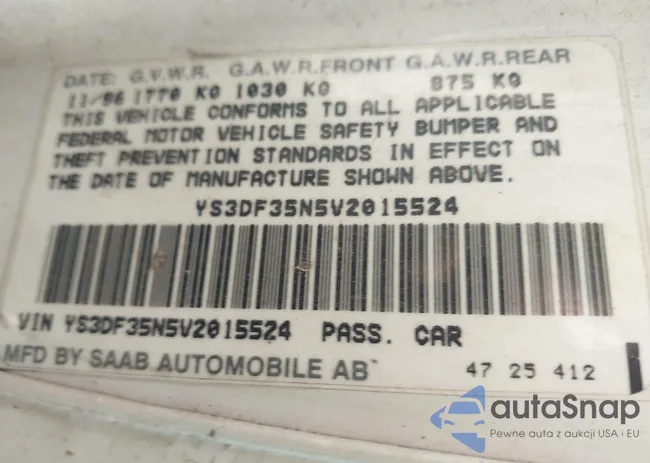 DATE: G.V.W.R. G.A.W.R.FRONT G.A.W.R.REAR
11/96 1770 KG 1030 KG 875 KG
THIS VEHICLE CONFORMS TO ALL APPLICABLE
FEDERAL MOTOR VEHICLE SAFETY BUMPER AND
THEFT PREVENTION STANDARDS IN EFFECT ON
THE DATE OF MANUFACTURE SHOWN ABOVE.
YS3DF35N5V2015524
VIN YS3DF35N5V2015524 PASS. CAR
MFD BY SAAB AUTOMOBILE AB
47 25 412
autaSnap
Pewne auta z aukcji USA i EU